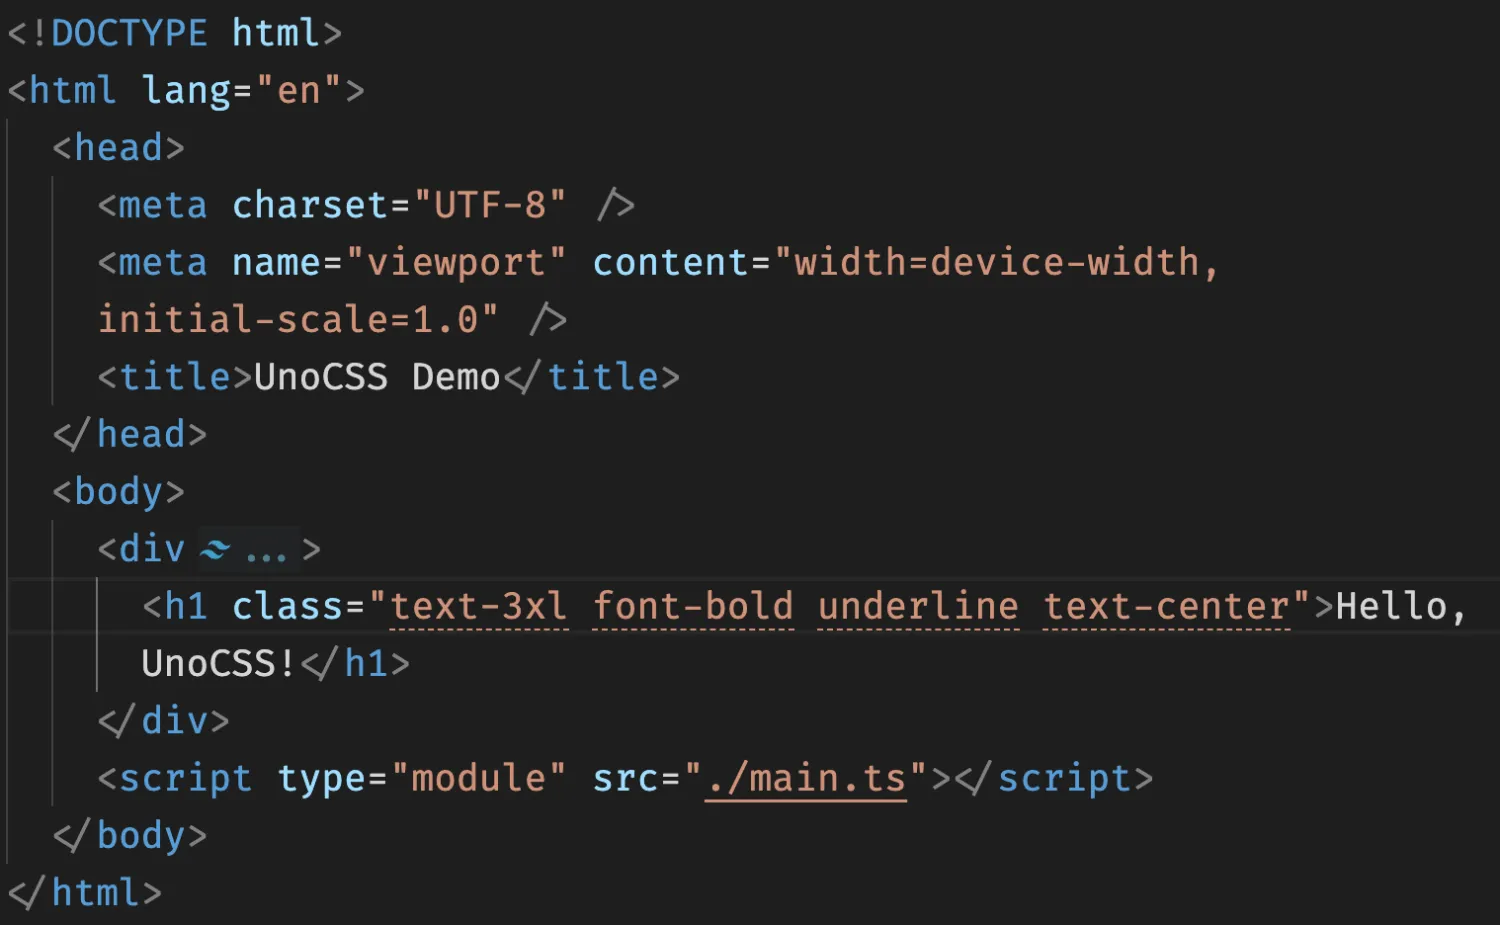 <!DOCTYPE html>
<html lang="en">
<head>
<meta charset="UTF-8" />
<meta name="viewport" content="width=device-width,
initial-scale=1.0" />
<title>UnoCSS Demo</title>
</head>
<body>
<div ...>
<h1 class="text-3xl font-bold underline text-center">Hello,
UnoCSS!</h1>
</div>
<script type="module" src="./main.ts"></script>
</body>
</html>